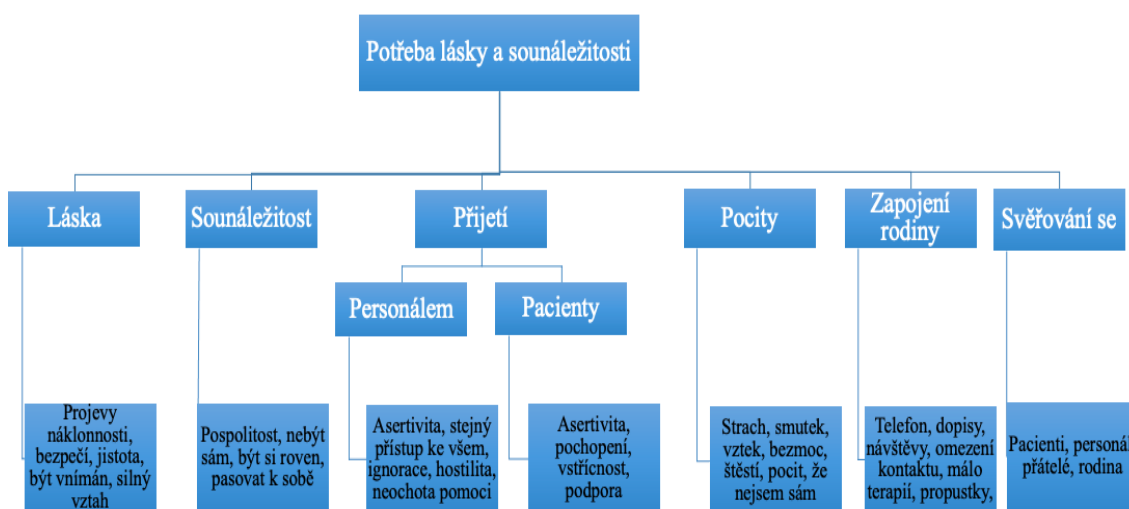 Potřeba lásky a sounáležitosti
Láska
Sounáležitost
Přijetí
Pocity
Zapojení
rodiny
Svěřování se
Personálem
Pacienty
Projevy
náklonnosti,
bezpečí, jistota,
být vnímán, silný
vztah
Pospolitost, nebýt
sám, být si roven,
pasovat k sobě
Asertivita, stejný
přístup ke všem,
ignorace, hostilita,
neochota pomoci
Asertivita,
pochopení,
vstřícnost,
podpora
Strach, smutek,
vztek, bezmoc,
štěstí, pocit, že
nejsem sám
Telefon, dopisy,
návštěvy, omezení
kontaktu, málo
terapií, propustky,
Pacienti, personál
přátelé, rodina